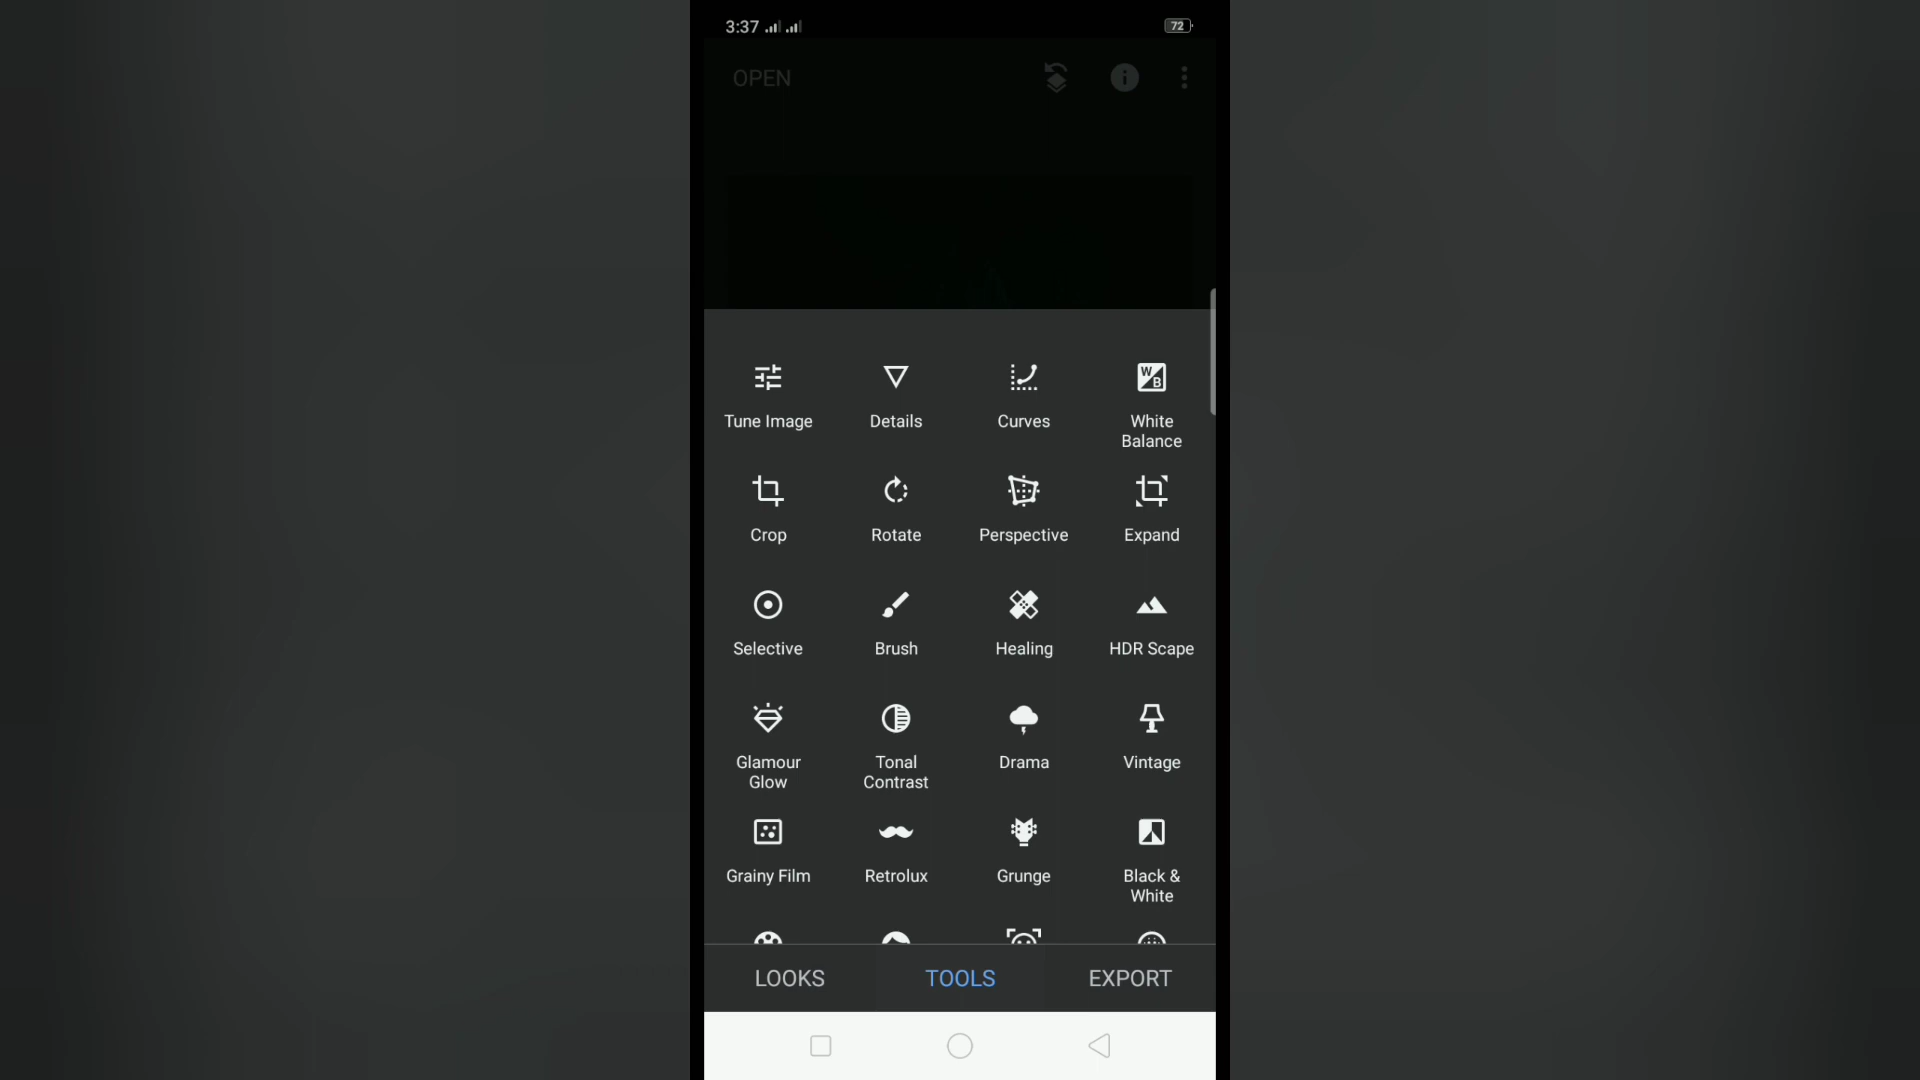 3:37
72
OPEN
Tune Image
Details
Curves
White
Balance
Crop
Rotate
Perspective
Expand
Selective
Brush
Healing
HDR Scape
Glamour
Glow
Tonal
Contrast
Drama
Vintage
Grainy Film
Retrolux
Grunge
Black &
White
LOOKS
TOOLS
EXPORT